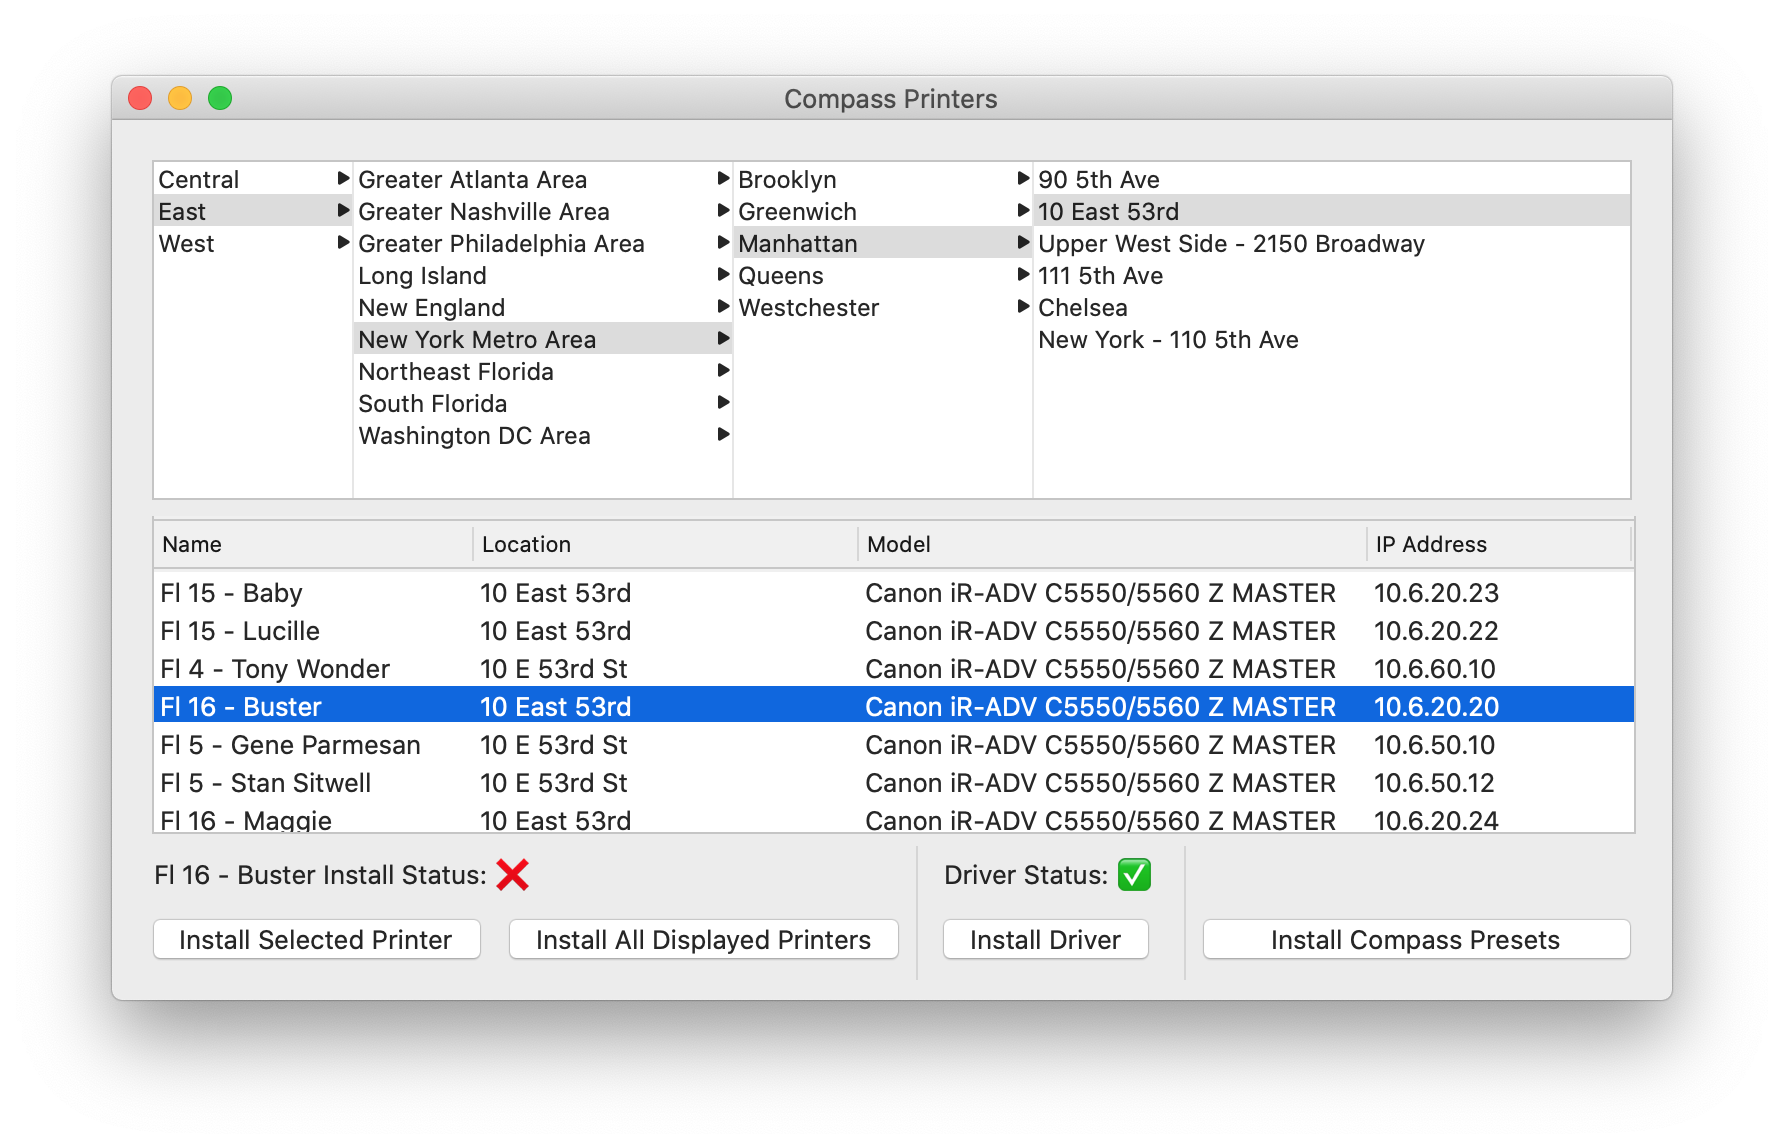 Compass Printers
Central
East
West
Greater Atlanta Area
Greater Nashville Area
Greater Philadelphia Area
Long Island
New England
New York Metro Area
Northeast Florida
South Florida
Washington DC Area
Brooklyn
Greenwich
Manhattan
Queens
Westchester
90 5th Ave
10 East 53rd
Upper West Side - 2150 Broadway
111 5th Ave
Chelsea
New York - 110 5th Ave
Name Location Model IP Address
Fl 15 - Baby 10 East 53rd Canon iR-ADV C5550/5560 Z MASTER 10.6.20.23
Fl 15 - Lucille 10 East 53rd Canon iR-ADV C5550/5560 Z MASTER 10.6.20.22
Fl 4 - Tony Wonder 10 E 53rd St Canon iR-ADV C5550/5560 Z MASTER 10.6.60.10
Fl 16 - Buster 10 East 53rd Canon iR-ADV C5550/5560 Z MASTER 10.6.20.20
Fl 5 - Gene Parmesan 10 E 53rd St Canon iR-ADV C5550/5560 Z MASTER 10.6.50.10
Fl 5 - Stan Sitwell 10 E 53rd St Canon iR-ADV C5550/5560 Z MASTER 10.6.50.12
Fl 16 - Maggie 10 East 53rd Canon iR-ADV C5550/5560 Z MASTER 10.6.20.24
Fl 16 - Buster Install Status: ❌ Driver Status: ✅
Install Selected Printer Install All Displayed Printers Install Driver Install Compass Presets